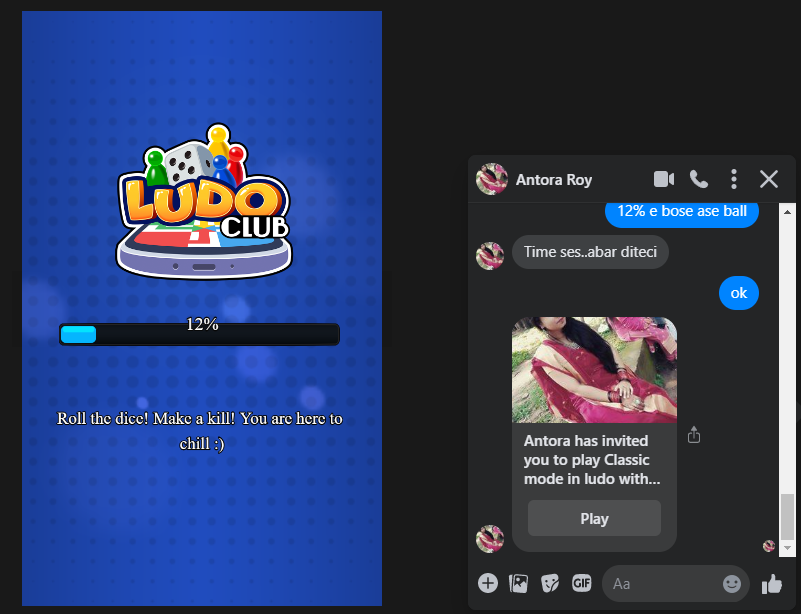 LUDO
CLUB
12%
Roll the dice! Make a kill! You are here to
chill :)
Antora Roy
12% e bose ase ball
Time ses..abar diteci
ok
Antora has invited
you to play Classic
mode in ludo with...
Play
GIF
Aa